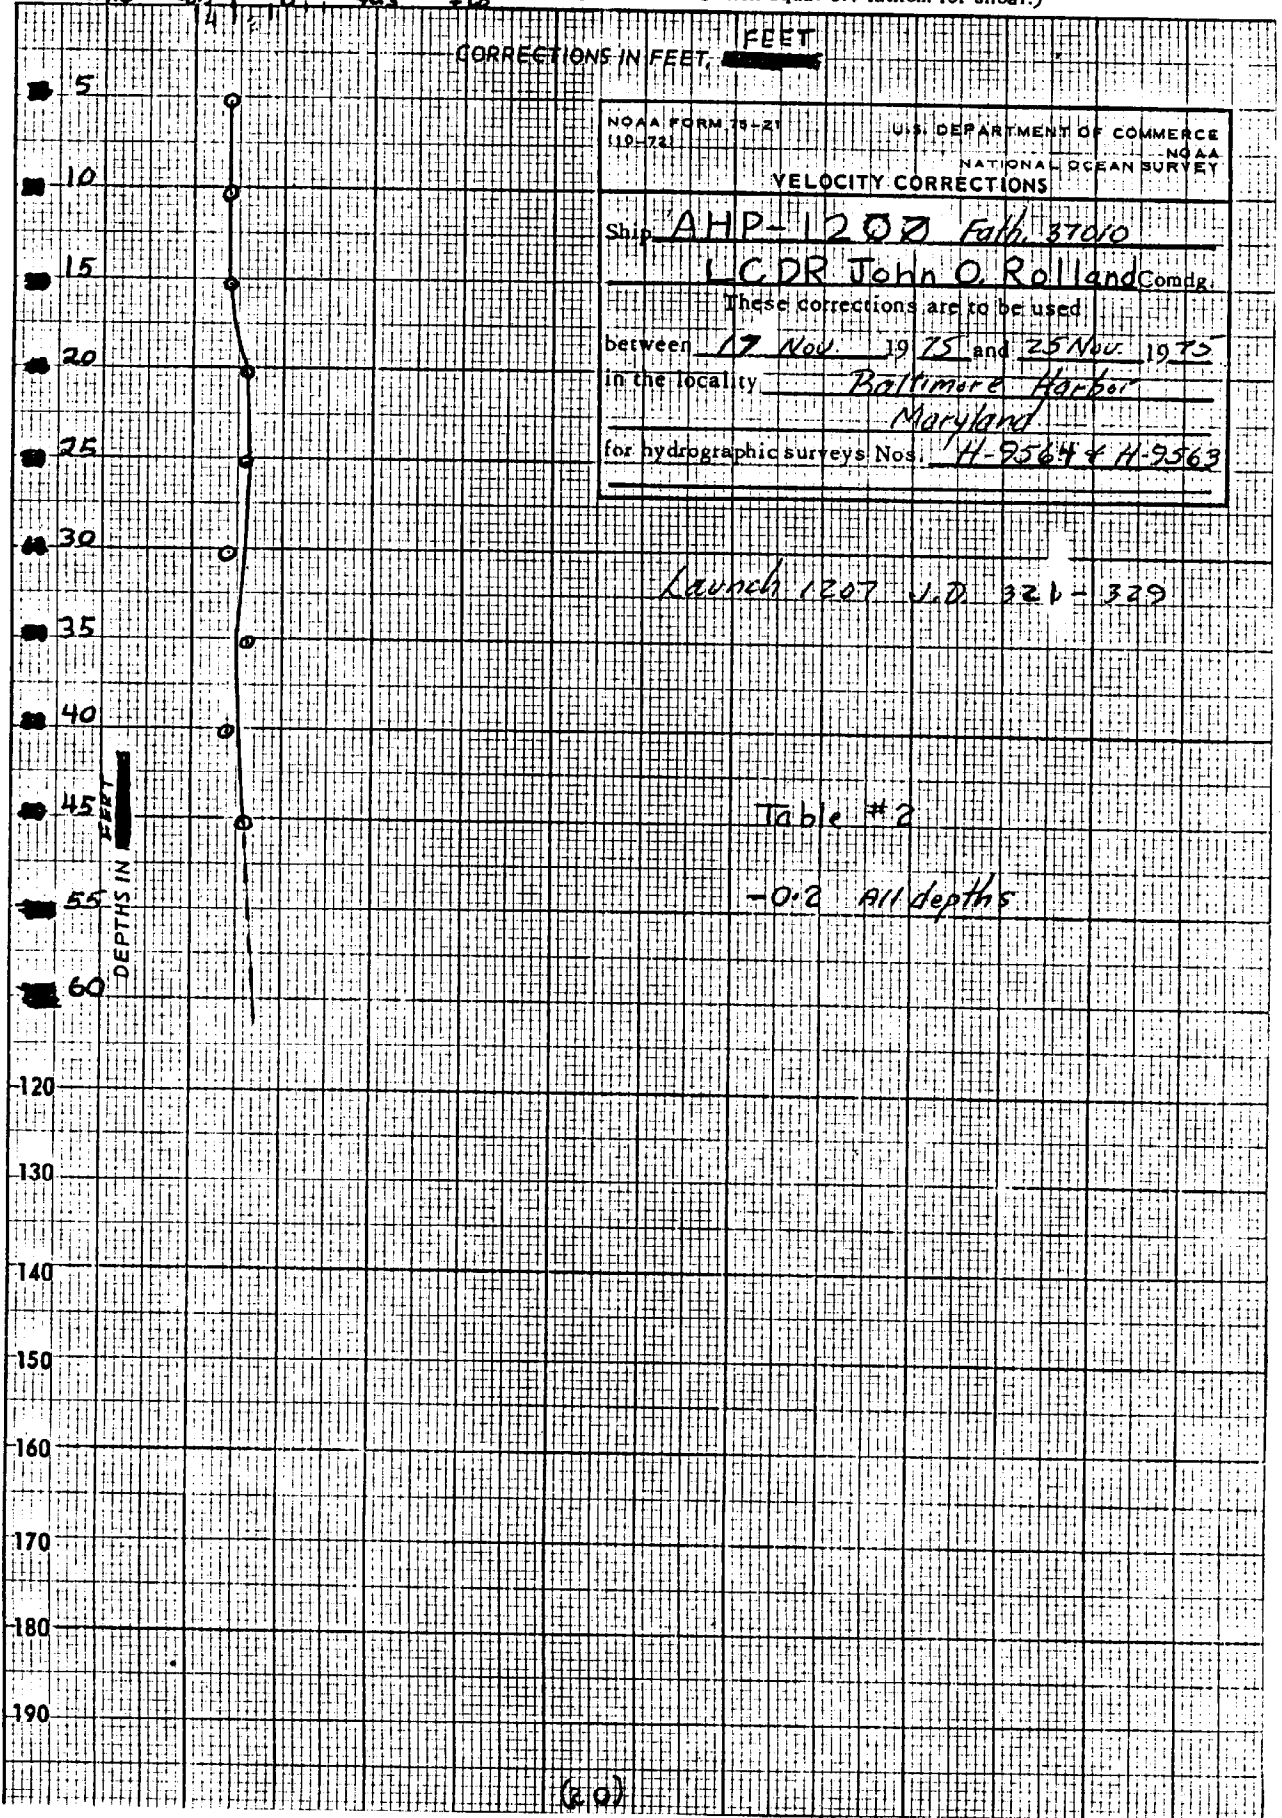 CORRECTIONS IN FEET, FEET
NOAA FORM 75-21
(10-72)
U.S. DEPARTMENT OF COMMERCE
NOAA
NATIONAL OCEAN SURVEY
VELOCITY CORRECTIONS
Ship AHP-1207 Fath. 37010
LCDR John O. Rolland Comdg.
These corrections are to be used
between 17 Nov. 1975 and 25 Nov. 1975
in the locality Baltimore Harbor
Maryland
for hydrographic surveys Nos. H-9564 & H-9563
Launch 1207 J.D. 321 - 329
Table #2
-0.2 All depths
5
10
15
20
25
30
35
40
45
55
60
DEPTHS IN FEET
120
130
140
150
160
170
180
190
(20)